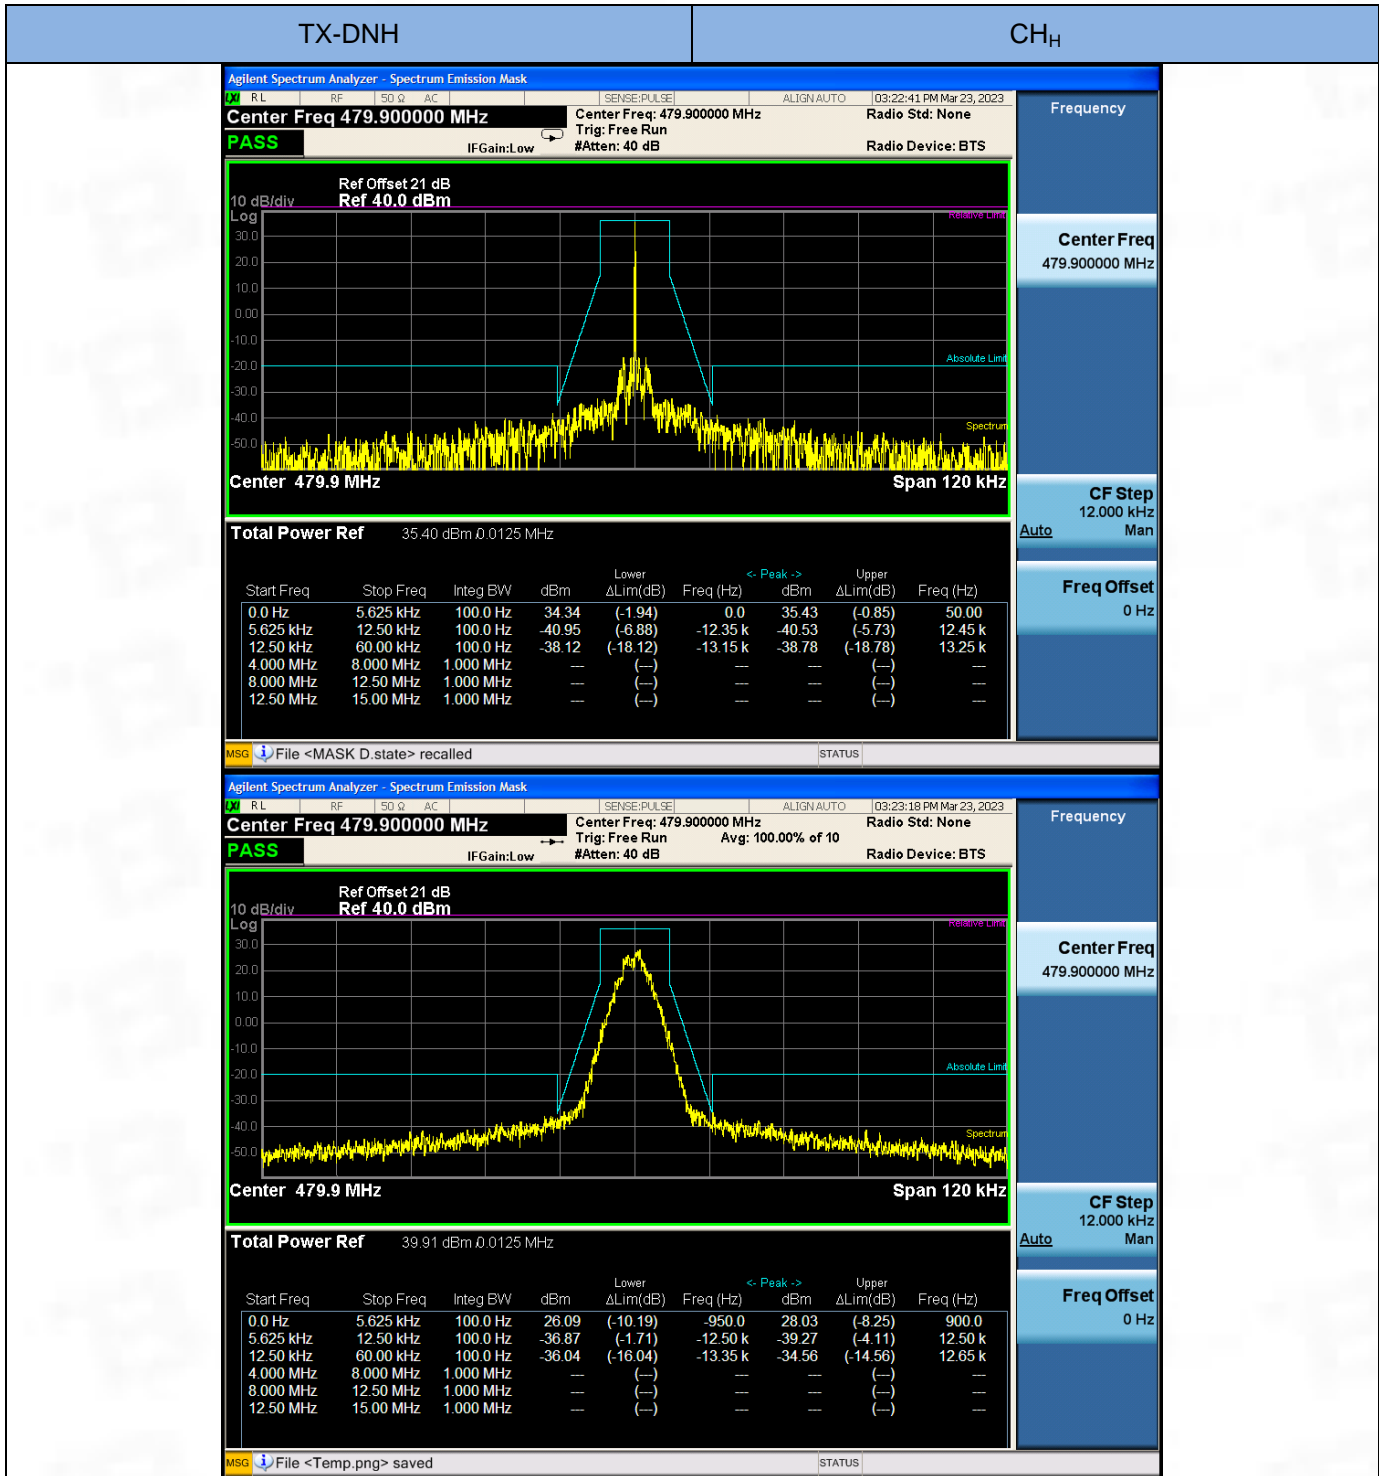 TX-DNH CH_H
Agilent Spectrum Analyzer - Spectrum Emission Mask
LXI RL RF 50 Ω AC SENSE:PULSE ALIGN AUTO 03:22:41 PM Mar 23, 2023
Center Freq 479.900000 MHz Center Freq: 479.900000 MHz Radio Std: None
Trig: Free Run
PASS IFGain:Low #Atten: 40 dB Radio Device: BTS
Frequency
Ref Offset 21 dB
10 dB/div Ref 40.0 dBm
Log
Relative Limit
30.0
20.0
10.0
0.00
-10.0
-20.0
Absolute Limit
-30.0
-40.0
Spectrum
-50.0
Center 479.9 MHz Span 120 kHz
Center Freq
479.900000 MHz
CF Step
12.000 kHz
Auto Man
Freq Offset
0 Hz
Total Power Ref 35.40 dBm /0.0125 MHz
Lower <- Peak -> Upper
Start Freq Stop Freq Integ BW dBm ΔLim(dB) Freq (Hz) dBm ΔLim(dB) Freq (Hz)
0.0 Hz 5.625 kHz 100.0 Hz 34.34 (-1.94) 0.0 35.43 (-0.85) 50.00
5.625 kHz 12.50 kHz 100.0 Hz -40.95 (-6.88) -12.35 k -40.53 (-5.73) 12.45 k
12.50 kHz 60.00 kHz 100.0 Hz -38.12 (-18.12) -13.15 k -38.78 (-18.78) 13.25 k
4.000 MHz 8.000 MHz 1.000 MHz --- (---) --- --- (---) ---
8.000 MHz 12.50 MHz 1.000 MHz --- (---) --- --- (---) ---
12.50 MHz 15.00 MHz 1.000 MHz --- (---) --- --- (---) ---
MSG File <MASK D.state> recalled STATUS
Agilent Spectrum Analyzer - Spectrum Emission Mask
LXI RL RF 50 Ω AC SENSE:PULSE ALIGN AUTO 03:23:18 PM Mar 23, 2023
Center Freq 479.900000 MHz Center Freq: 479.900000 MHz Radio Std: None
Trig: Free Run Avg: 100.00% of 10
PASS IFGain:Low #Atten: 40 dB Radio Device: BTS
Frequency
Ref Offset 21 dB
10 dB/div Ref 40.0 dBm
Log
Relative Limit
30.0
20.0
10.0
0.00
-10.0
-20.0
Absolute Limit
-30.0
-40.0
Spectrum
-50.0
Center 479.9 MHz Span 120 kHz
Center Freq
479.900000 MHz
CF Step
12.000 kHz
Auto Man
Freq Offset
0 Hz
Total Power Ref 39.91 dBm /0.0125 MHz
Lower <- Peak -> Upper
Start Freq Stop Freq Integ BW dBm ΔLim(dB) Freq (Hz) dBm ΔLim(dB) Freq (Hz)
0.0 Hz 5.625 kHz 100.0 Hz 26.09 (-10.19) -950.0 28.03 (-8.25) 900.0
5.625 kHz 12.50 kHz 100.0 Hz -36.87 (-1.71) -12.50 k -39.27 (-4.11) 12.50 k
12.50 kHz 60.00 kHz 100.0 Hz -36.04 (-16.04) -13.35 k -34.56 (-14.56) 12.65 k
4.000 MHz 8.000 MHz 1.000 MHz --- (---) --- --- (---) ---
8.000 MHz 12.50 MHz 1.000 MHz --- (---) --- --- (---) ---
12.50 MHz 15.00 MHz 1.000 MHz --- (---) --- --- (---) ---
MSG File <Temp.png> saved STATUS